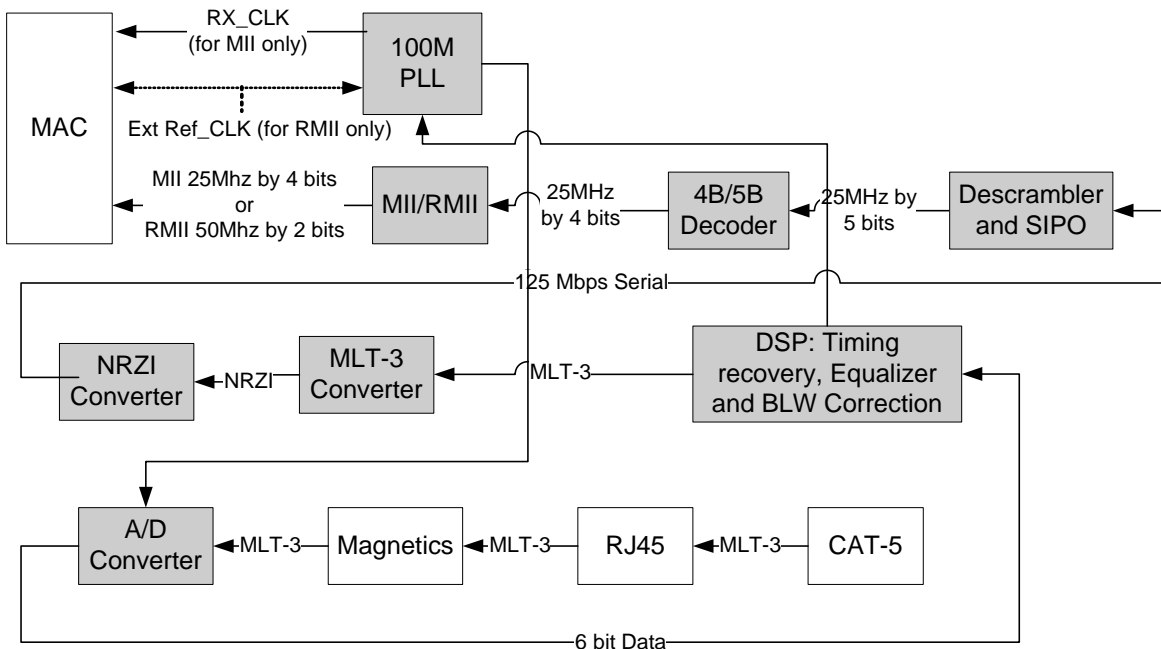 RX_CLK
(for MII only)
100M
PLL
MAC
Ext Ref_CLK (for RMII only)
MII 25Mhz by 4 bits
or
RMII 50Mhz by 2 bits
MII/RMII
25MHz
by 4 bits
4B/5B
Decoder
25MHz by
5 bits
Descrambler
and SIPO
125 Mbps Serial
NRZI
Converter
NRZI
MLT-3
Converter
MLT-3
DSP: Timing
recovery, Equalizer
and BLW Correction
A/D
Converter
MLT-3
Magnetics
MLT-3
RJ45
MLT-3
CAT-5
6 bit Data